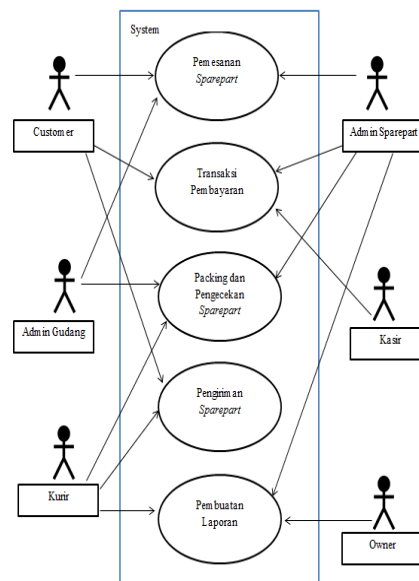 System
Pemesanan
Sparepart
Customer
Admin Sparepart
Transaksi
Pembayaran
Packing dan
Pengecekan
Sparepart
Admin Gudang
Kasir
Pengiriman
Sparepart
Kurir
Pembuatan
Laporan
Owner